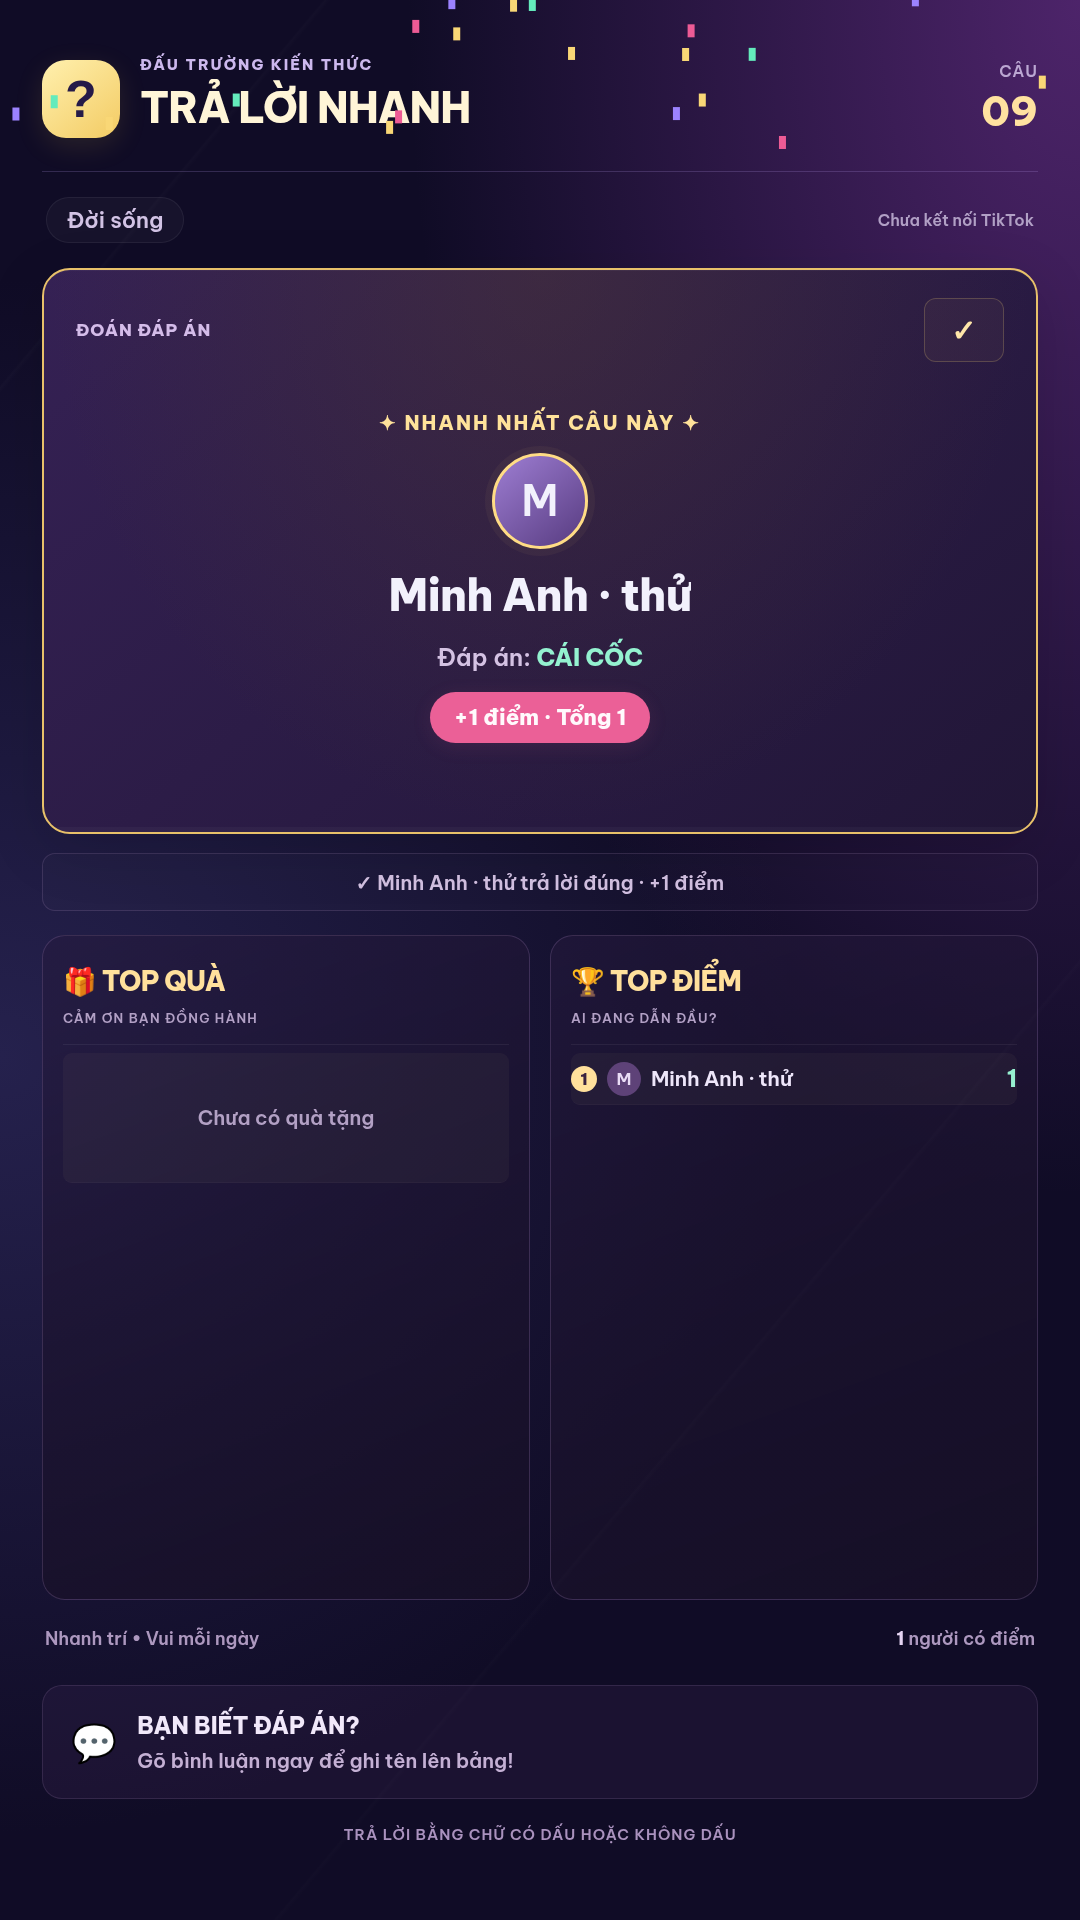 ?
ĐẤU TRƯỜNG KIẾN THỨC
TRẢ LỜI NHANH
CÂU
09
Đời sống
Chưa kết nối TikTok
ĐOÁN ĐÁP ÁN
✓
✦ NHANH NHẤT CÂU NÀY ✦
M
Minh Anh · thử
Đáp án: CÁI CỐC
+1 điểm · Tổng 1
✓ Minh Anh · thử trả lời đúng · +1 điểm
🎁 TOP QUÀ
CẢM ƠN BẠN ĐỒNG HÀNH
Chưa có quà tặng
🏆 TOP ĐIỂM
AI ĐANG DẪN ĐẦU?
1 M Minh Anh · thử 1
Nhanh trí • Vui mỗi ngày
1 người có điểm
💬 BẠN BIẾT ĐÁP ÁN?
Gõ bình luận ngay để ghi tên lên bảng!
TRẢ LỜI BẰNG CHỮ CÓ DẤU HOẶC KHÔNG DẤU